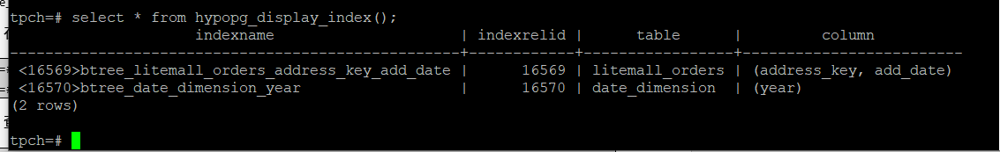 tpch=# select * from hypopg_display_index();
indexname | indexrelid | table | column
----------------------------------------------+------------+-----------------+-------------------------
<16569>btree_litemall_orders_address_key_add_date | 16569 | litemall_orders | (address_key, add_date)
<16570>btree_date_dimension_year | 16570 | date_dimension | (year)
(2 rows)
tpch=#